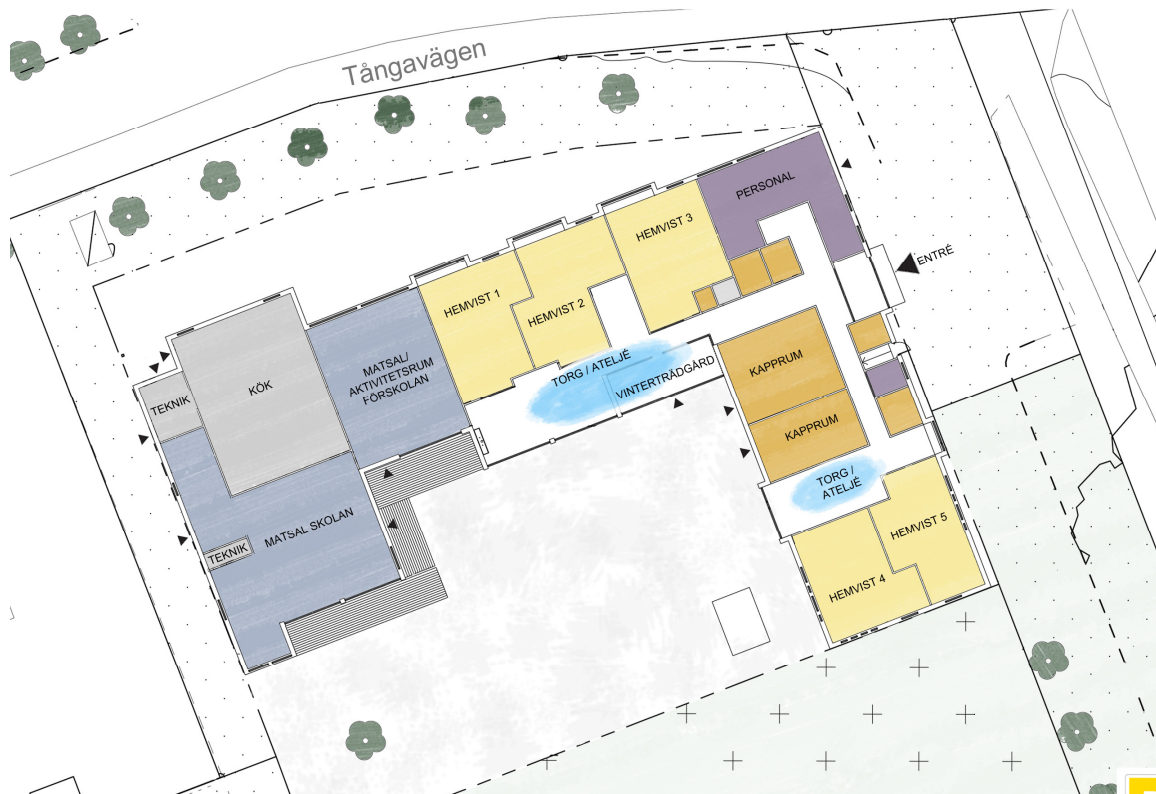 Tångavägen
PERSONAL
HEMVIST 3
ENTRÉ
HEMVIST 1
HEMVIST 2
MATSAL/
AKTIVITETSRUM
FÖRSKOLAN
KÖK
TEKNIK
TORG / ATELJÉ
VINTERTRÄDGÅRD
KAPPRUM
KAPPRUM
TORG /
ATELJÉ
MATSAL SKOLAN
TEKNIK
HEMVIST 5
HEMVIST 4